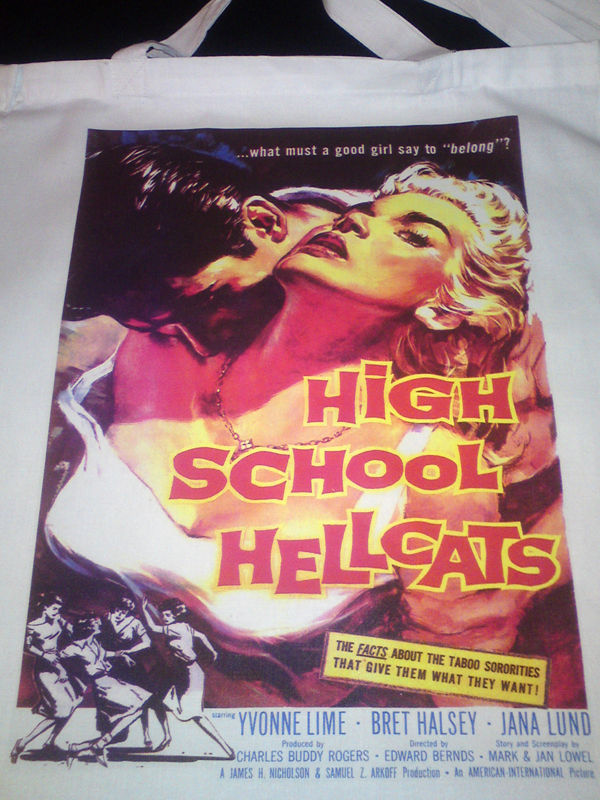 ...what must a good girl say to "belong"?
HIGH
SCHOOL
HELLCATS
THE FACTS ABOUT THE TABOO SORORITIES
THAT GIVE THEM WHAT THEY WANT!
starring YVONNE LIME · BRET HALSEY · JANA LUND
Produced by Directed by Story and Screenplay by
CHARLES BUDDY ROGERS · EDWARD BERNDS · MARK & JAN LOWEL
A JAMES H. NICHOLSON & SAMUEL Z. ARKOFF Production · An AMERICAN-INTERNATIONAL Picture